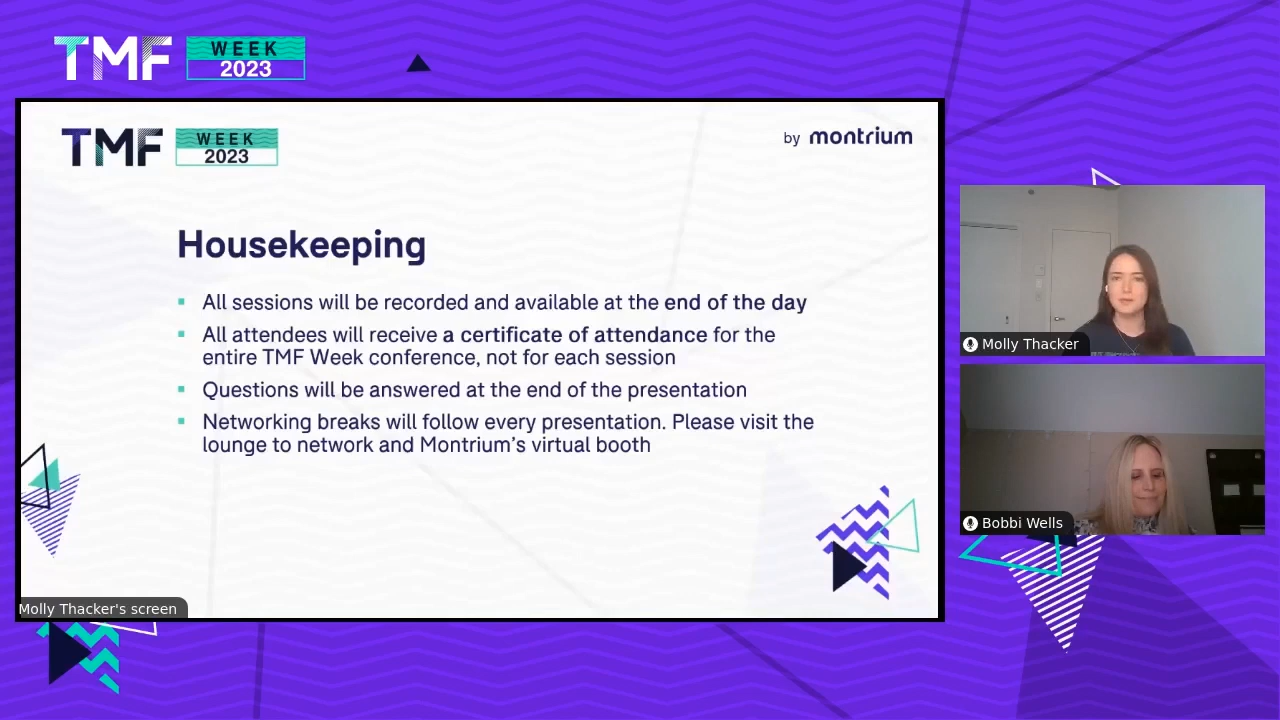 TMF WEEK 2023
TMF WEEK 2023
by montrium
Housekeeping
▪ All sessions will be recorded and available at the end of the day
▪ All attendees will receive a certificate of attendance for the
entire TMF Week conference, not for each session
▪ Questions will be answered at the end of the presentation
▪ Networking breaks will follow every presentation. Please visit the
lounge to network and Montrium’s virtual booth
Molly Thacker's screen
Molly Thacker
Bobbi Wells